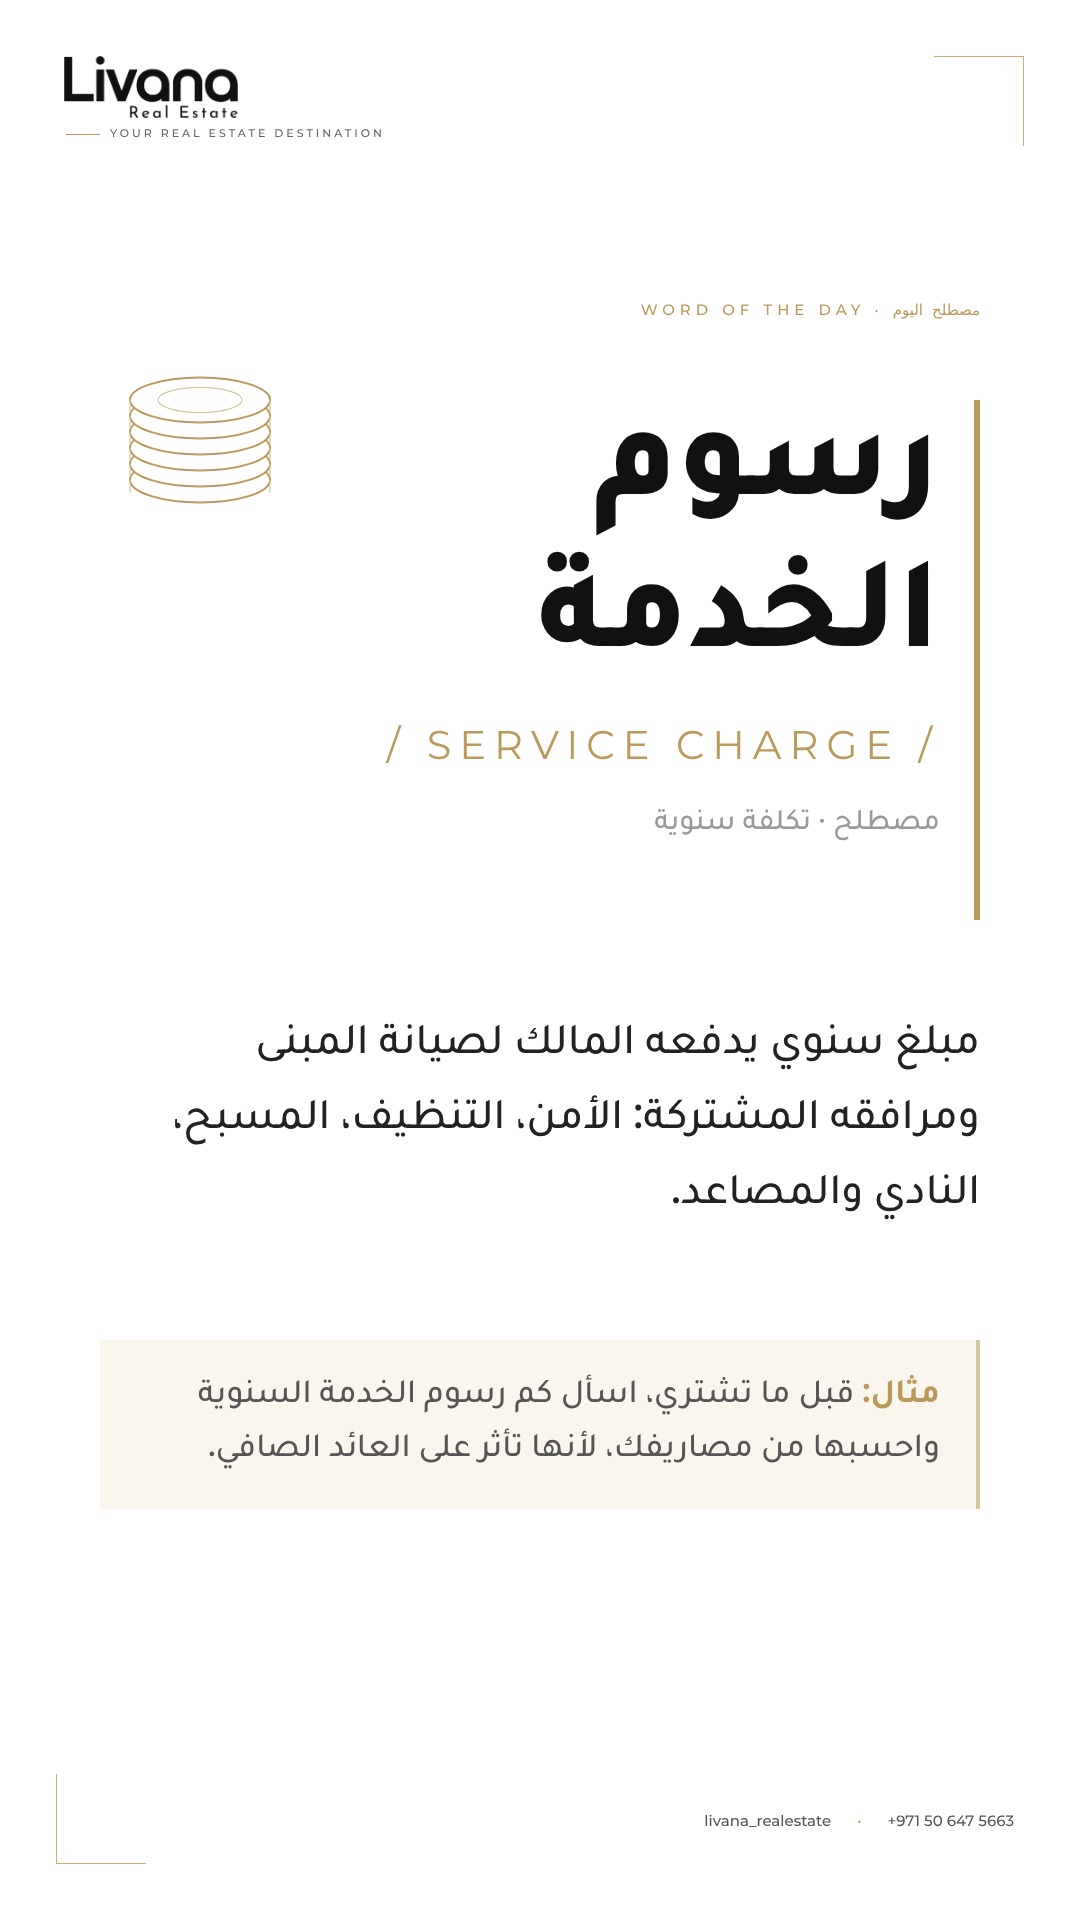 Livana
Real Estate
YOUR REAL ESTATE DESTINATION
مصطلح اليوم · WORD OF THE DAY
رسوم
الخدمة
/ SERVICE CHARGE /
مصطلح · تكلفة سنوية
مبلغ سنوي يدفعه المالك لصيانة المبنى
ومرافقه المشتركة: الأمن، التنظيف، المسبح،
النادي والمصاعد.
مثال: قبل ما تشتري، اسأل كم رسوم الخدمة السنوية
واحسبها من مصاريفك، لأنها تأثر على العائد الصافي.
livana_realestate · +971 50 647 5663